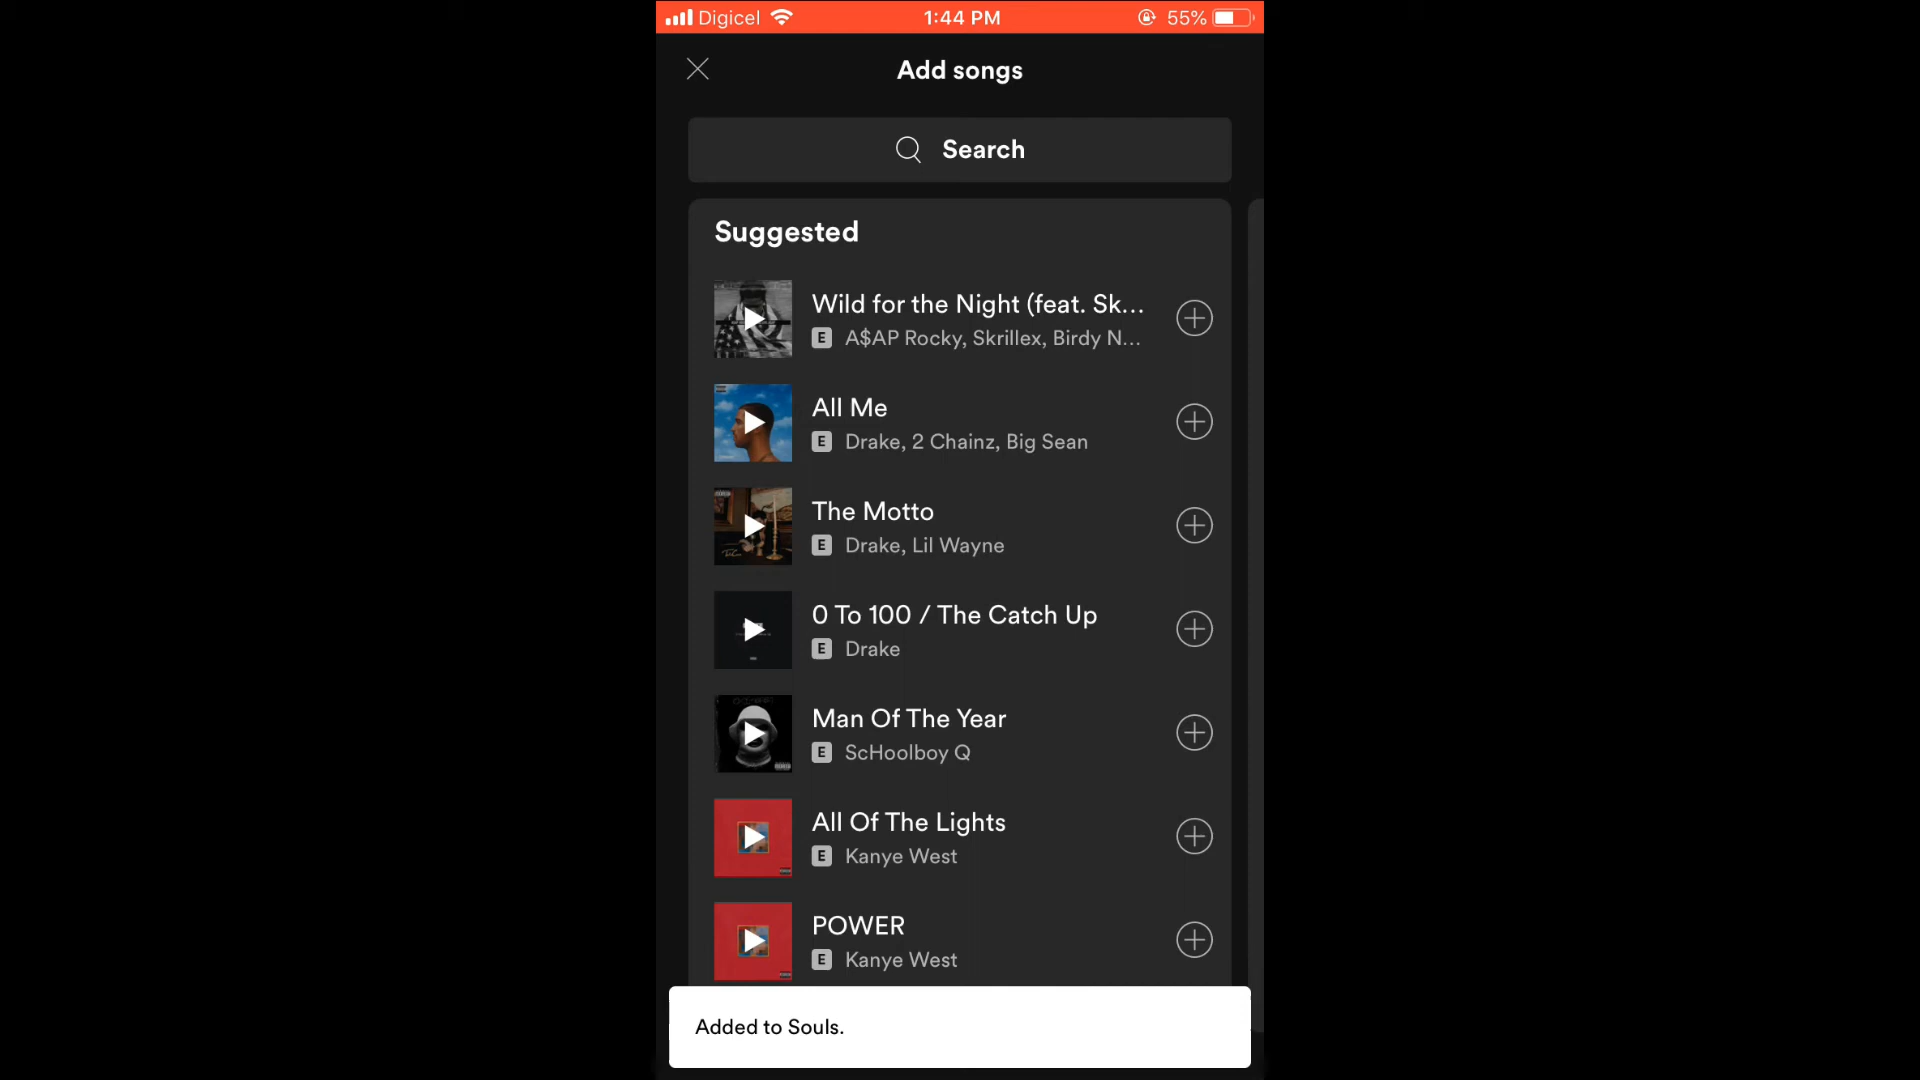 Digicel
1:44 PM
55%
Add songs
Search
Suggested
Wild for the Night (feat. Sk...
E A$AP Rocky, Skrillex, Birdy N...
All Me
E Drake, 2 Chainz, Big Sean
The Motto
E Drake, Lil Wayne
0 To 100 / The Catch Up
E Drake
Man Of The Year
E ScHoolboy Q
All Of The Lights
E Kanye West
POWER
E Kanye West
Added to Souls.